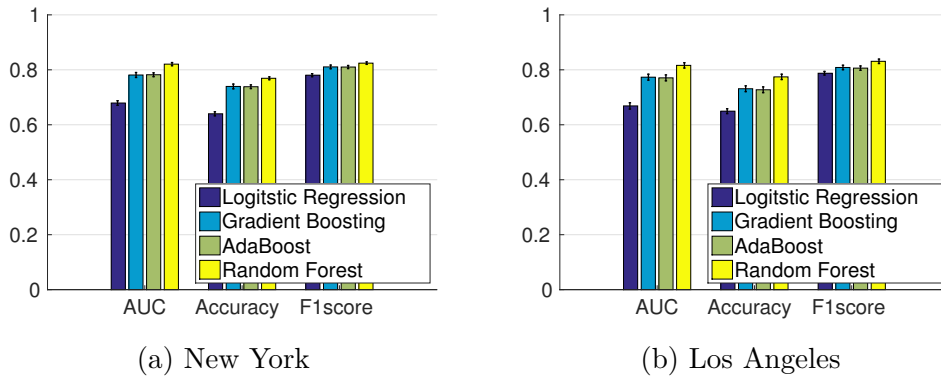 1
0.8
0.6
0.4
0.2
0
Logitstic Regression
Gradient Boosting
AdaBoost
Random Forest
AUC Accuracy F1score
(a) New York
1
0.8
0.6
0.4
0.2
0
Logitstic Regression
Gradient Boosting
AdaBoost
Random Forest
AUC Accuracy F1score
(b) Los Angeles